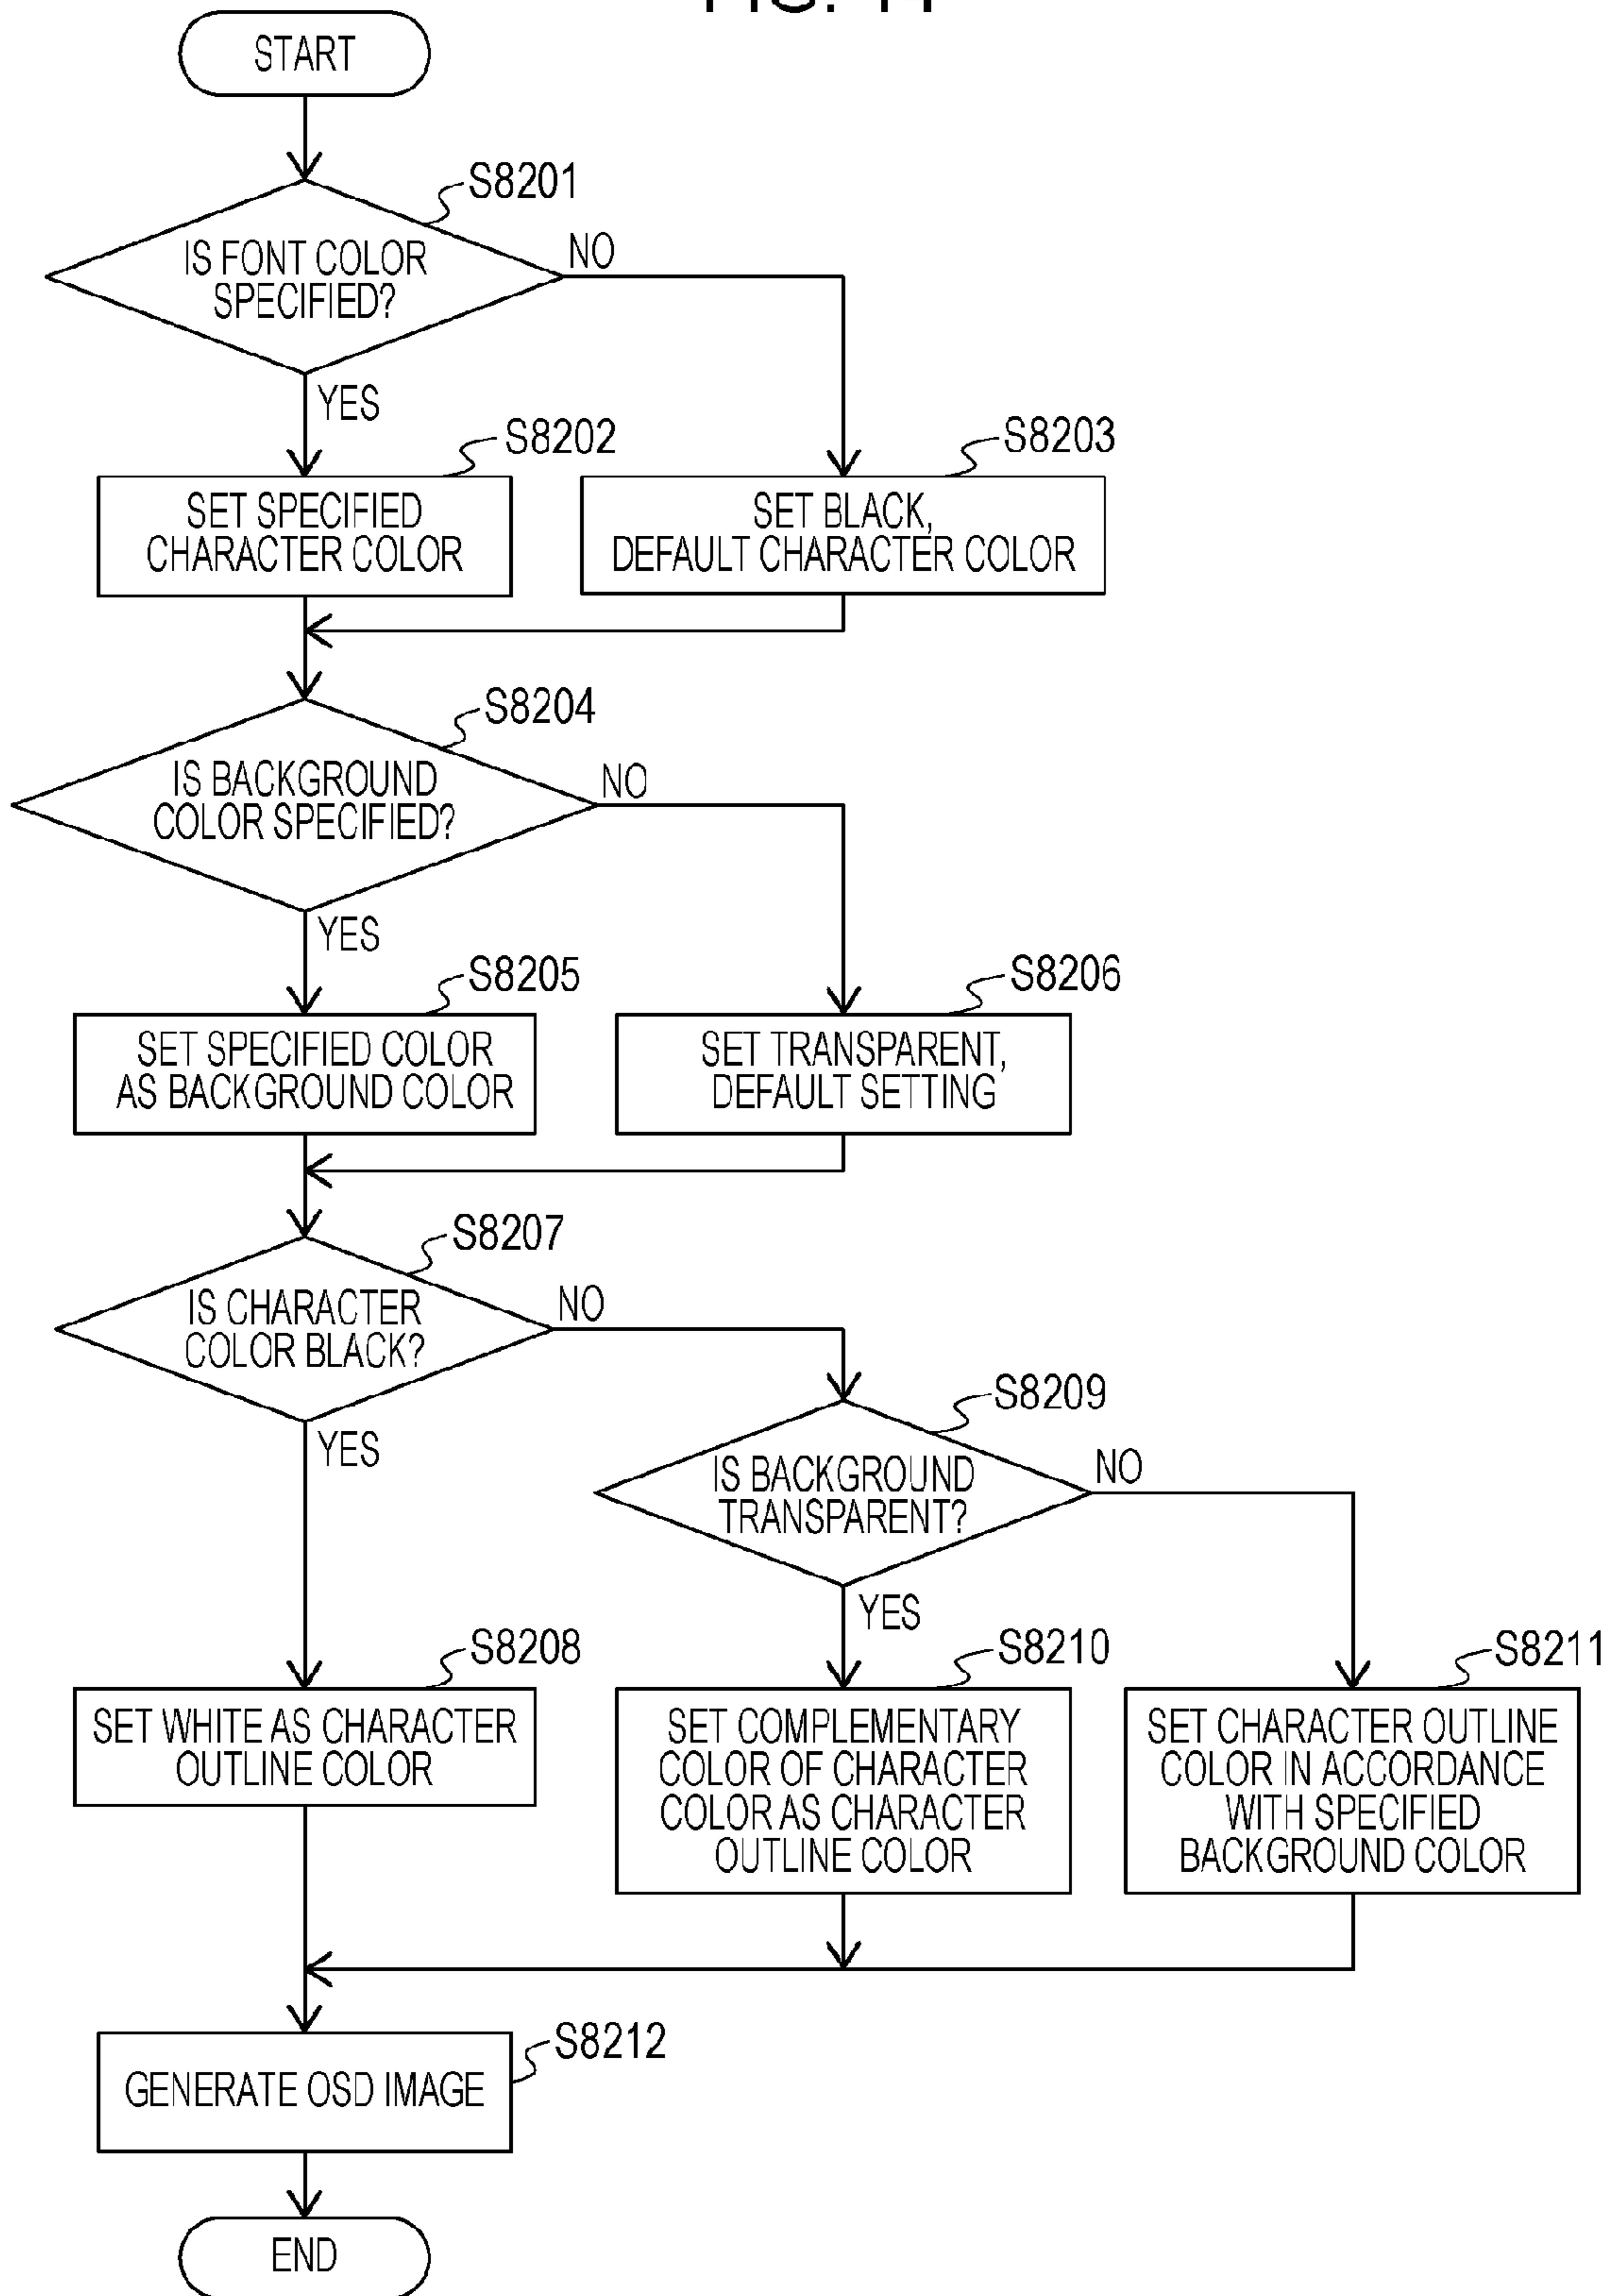 START
S8201
IS FONT COLOR
SPECIFIED?
NO
YES
S8202
SET SPECIFIED
CHARACTER COLOR
S8203
SET BLACK,
DEFAULT CHARACTER COLOR
S8204
IS BACKGROUND
COLOR SPECIFIED?
NO
YES
S8205
SET SPECIFIED COLOR
AS BACKGROUND COLOR
S8206
SET TRANSPARENT,
DEFAULT SETTING
S8207
IS CHARACTER
COLOR BLACK?
NO
YES
S8209
IS BACKGROUND
TRANSPARENT?
NO
YES
S8208
SET WHITE AS CHARACTER
OUTLINE COLOR
S8210
SET COMPLEMENTARY
COLOR OF CHARACTER
COLOR AS CHARACTER
OUTLINE COLOR
S8211
SET CHARACTER OUTLINE
COLOR IN ACCORDANCE
WITH SPECIFIED
BACKGROUND COLOR
S8212
GENERATE OSD IMAGE
END